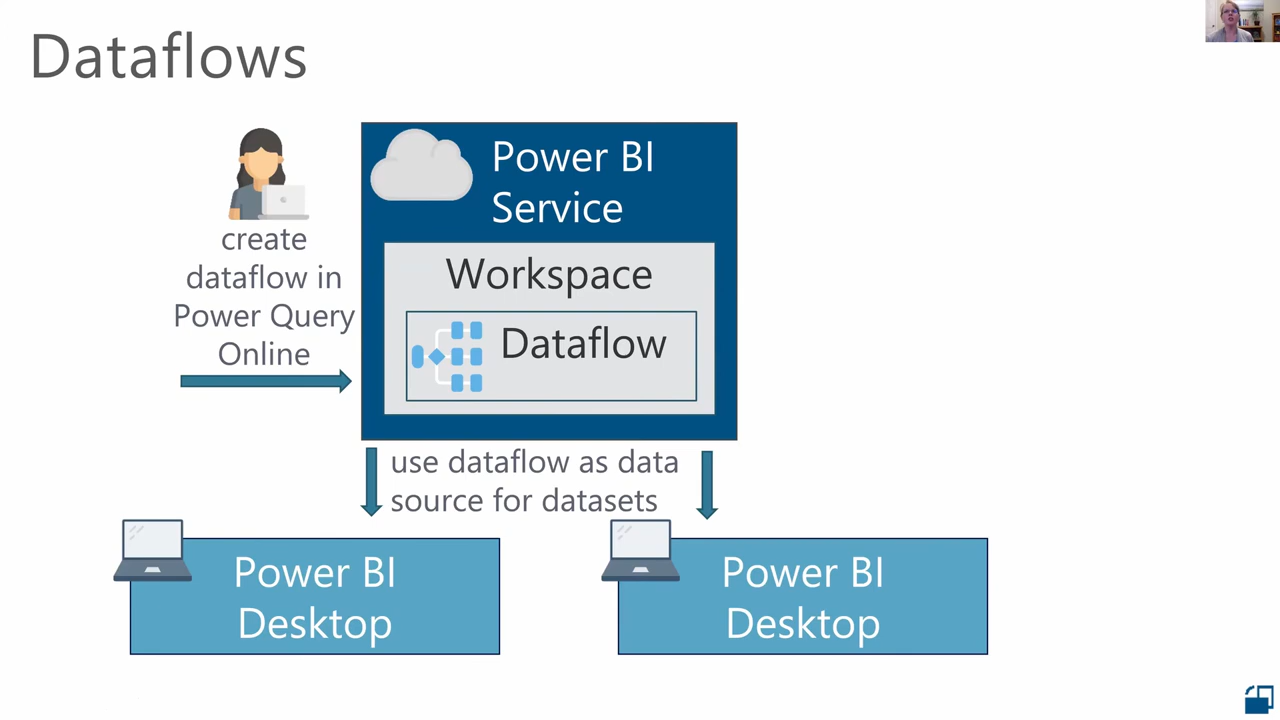 Dataflows
Power BI
Service
create
dataflow in
Power Query
Online
Workspace
Dataflow
use dataflow as data
source for datasets
Power BI
Desktop
Power BI
Desktop